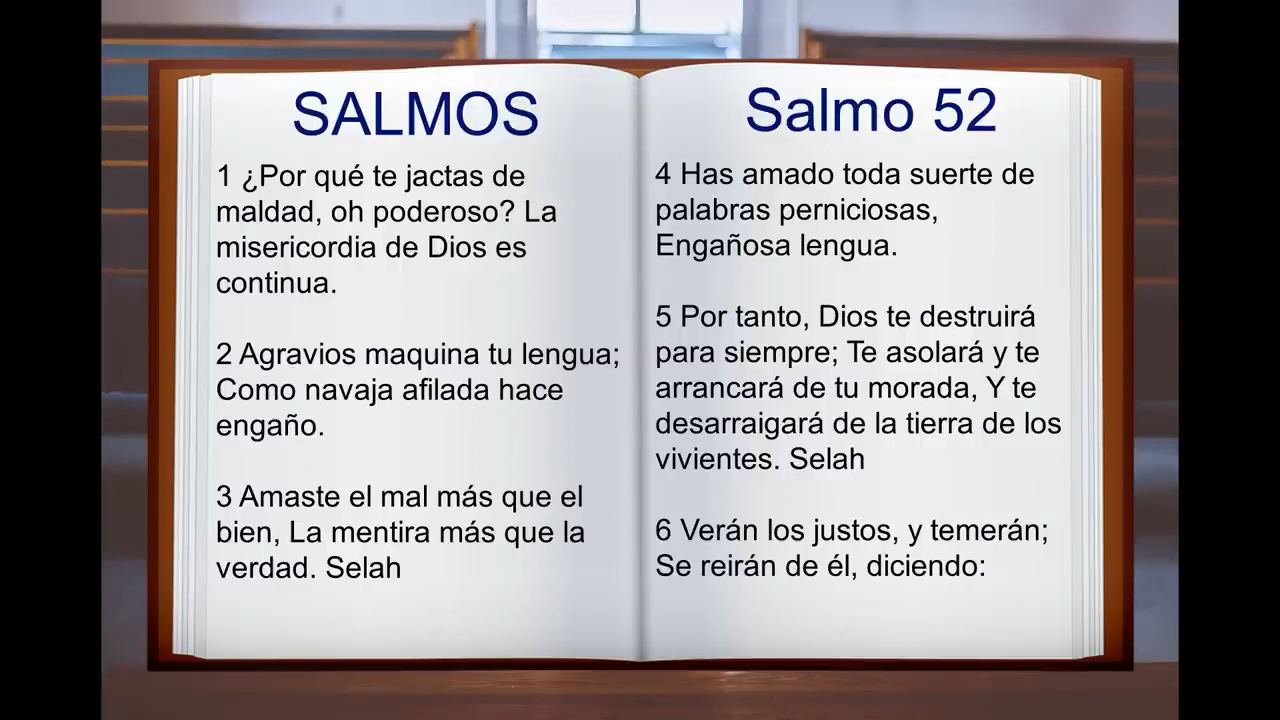 SALMOS
1 ¿Por qué te jactas de
maldad, oh poderoso? La
misericordia de Dios es
continua.
2 Agravios maquina tu lengua;
Como navaja afilada hace
engaño.
3 Amaste el mal más que el
bien, La mentira más que la
verdad. Selah
Salmo 52
4 Has amado toda suerte de
palabras perniciosas,
Engañosa lengua.
5 Por tanto, Dios te destruirá
para siempre; Te asolará y te
arrancará de tu morada, Y te
desarraigará de la tierra de los
vivientes. Selah
6 Verán los justos, y temerán;
Se reirán de él, diciendo: